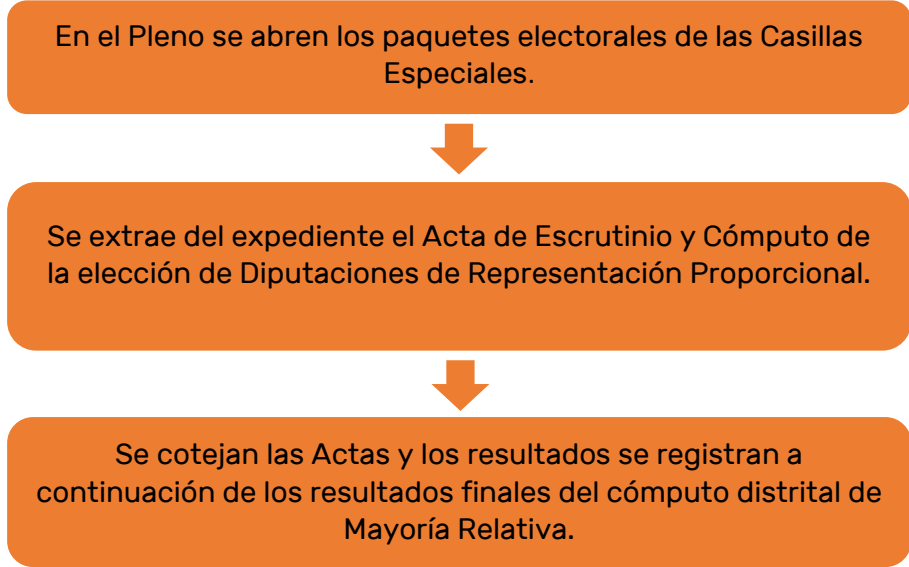 En el Pleno se abren los paquetes electorales de las Casillas
Especiales.
Se extrae del expediente el Acta de Escrutinio y Cómputo de
la elección de Diputaciones de Representación Proporcional.
Se cotejan las Actas y los resultados se registran a
continuación de los resultados finales del cómputo distrital de
Mayoría Relativa.